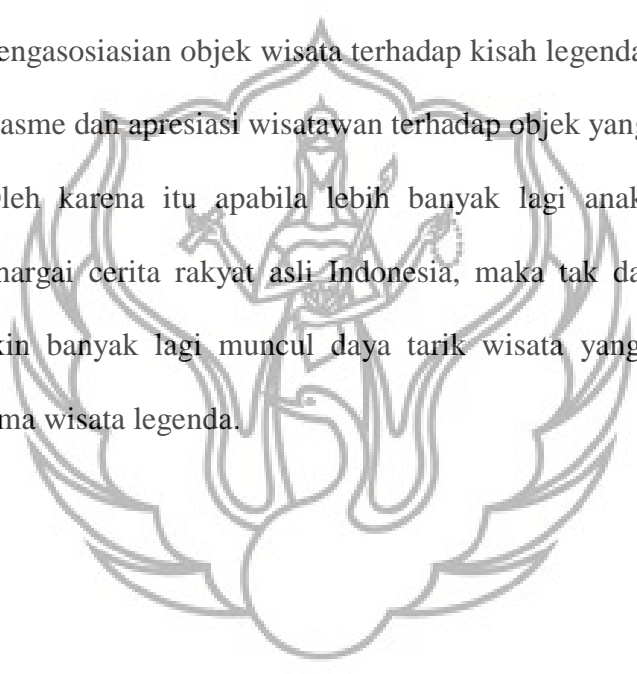 engasosiasian objek wisata terhadap kisah legenda
asme dan apresiasi wisatawan terhadap objek yang
leh karena itu apabila lebih banyak lagi anak
hargai cerita rakyat asli Indonesia, maka tak da
kin banyak lagi muncul daya tarik wisata yang
ma wisata legenda.